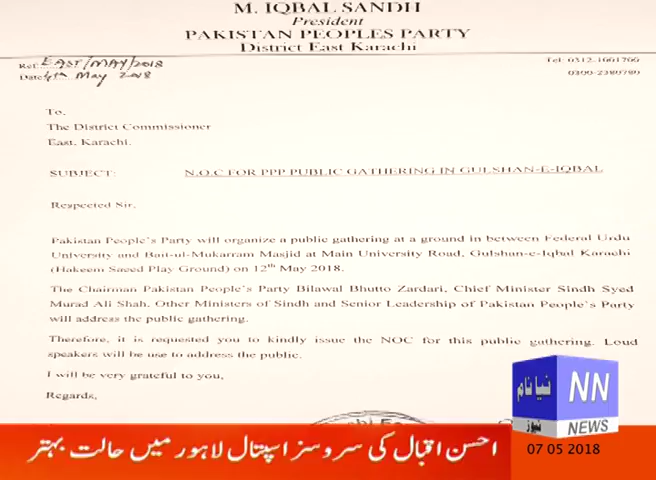 M. IQBAL SANDH
President
PAKISTAN PEOPLES PARTY
District East Karachi
Ref: EAST/MAY/2018
Date: 4th May 2018
Tel: 0312-1001700
0300-2380780
To,
The District Commissioner
East, Karachi.
SUBJECT: N.O.C FOR PPP PUBLIC GATHERING IN GULSHAN-E-IQBAL
Respected Sir,
Pakistan People's Party will organize a public gathering at a ground in between Federal Urdu
University and Bait-ul-Mukarram Masjid at Main University Road, Gulshan-e-Iqbal Karachi
(Hakeem Saeed Play Ground) on 12th May 2018.
The Chairman Pakistan People's Party Bilawal Bhutto Zardari, Chief Minister Sindh Syed
Murad Ali Shah, Other Ministers of Sindh and Senior Leadership of Pakistan People's Party
will address the public gathering.
Therefore, it is requested you to kindly issue the NOC for this public gathering. Loud
speakers will be use to address the public.
I will be very grateful to you,
Regards,
نیا نام
نیوز
NN
NEWS
07 05 2018
احسن اقبال کی سروسز اسپتال لاہور میں حالت بہتر